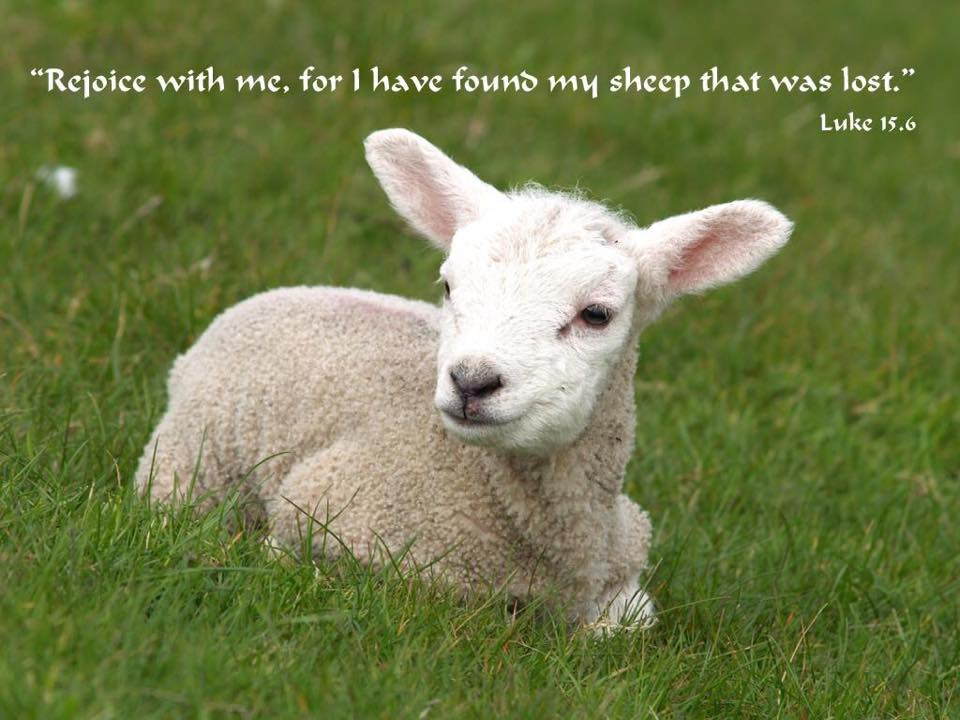 “Rejoice with me, for I have found my sheep that was lost.”
Luke 15.6